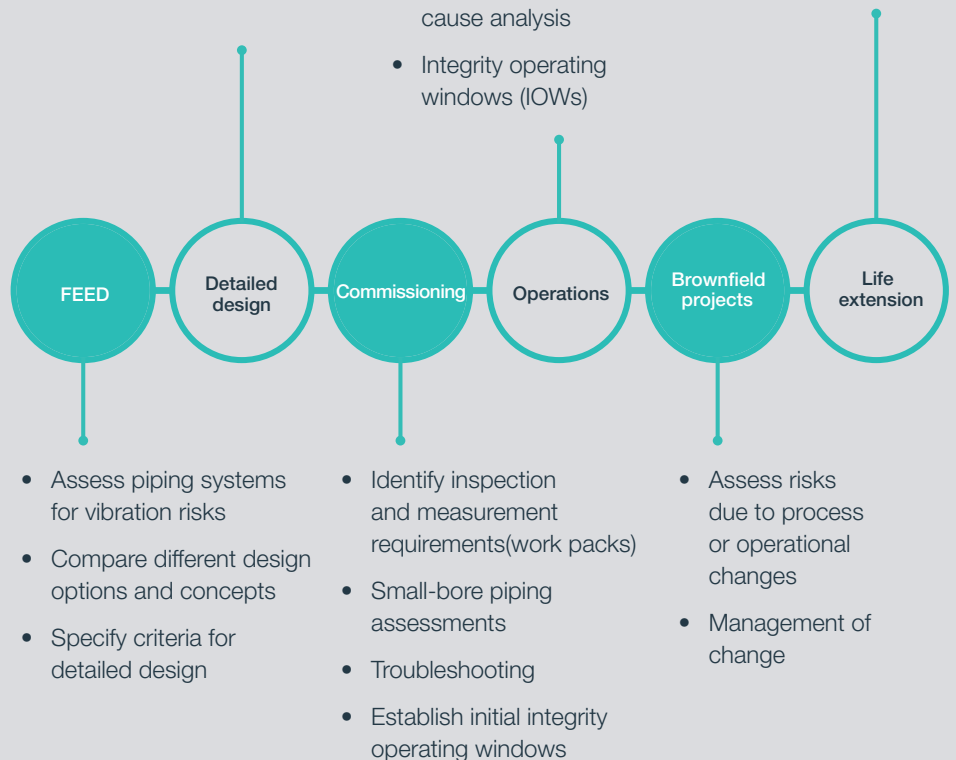 cause analysis
• Integrity operating
windows (IOWs)
FEED
Detailed
design
Commissioning
Operations
Brownfield
projects
Life
extension
• Assess piping systems
for vibration risks
• Compare different design
options and concepts
• Specify criteria for
detailed design
• Identify inspection
and measurement
requirements(work packs)
• Small-bore piping
assessments
• Troubleshooting
• Establish initial integrity
operating windows
• Assess risks
due to process
or operational
changes
• Management of
change